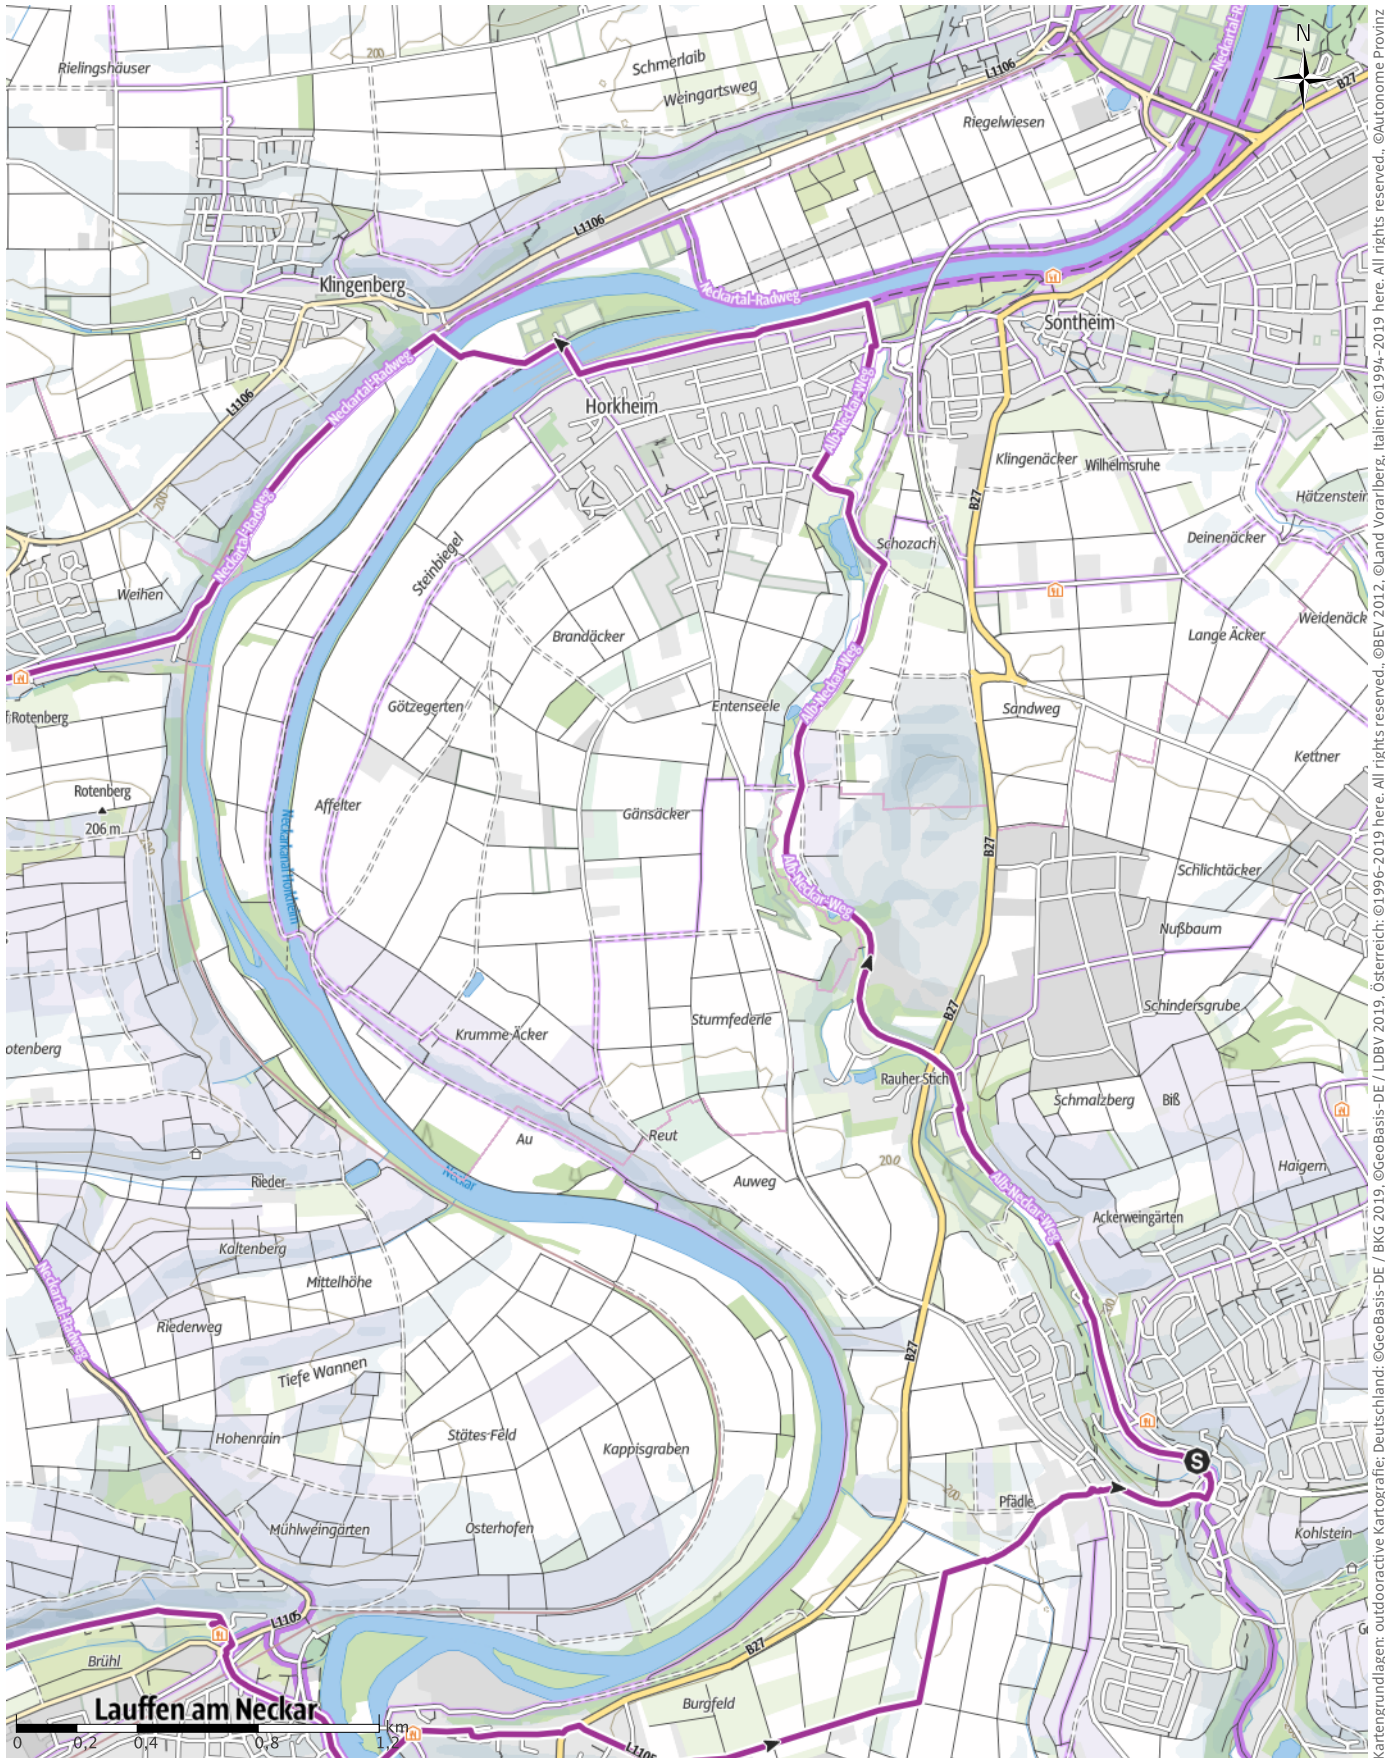 Rielingshäuser
200
Schmerlaib
Weingartsweg
L1106
Riegelwiesen
Neckartal-R
N
B27
L1106
Klingenberg
Neckartal-Radweg
Sontheim
Neckartal-Radweg
L1106
Horkheim
Alb-Neckar-Weg
Klingenäcker
Wilhelmsruhe
Hätzenstein
200
B27
Neckartal-Radweg
Steinbiegel
Schozach
Deinenäcker
Weihen
Brandäcker
Weidenäck
Lange Äcker
Alb-Neckar-Weg
f Rotenberg
Götzegerten
Entenseele
Sandweg
Kettner
Rotenberg
206 m
Affelter
Gänsäcker
B27
Neckarkanal Horkheim
Alb-Neckar-Weg
Schlichtäcker
Nußbaum
Schindersgrube
B27
Sturmfederle
Krumme Äcker
otenberg
Rauher Stich
Schmalzberg
Biß
Au
Reut
200
Haigern
Auweg
Neckar
Rieder
Alb-Neckar-Weg
Ackerweingärten
Kaltenberg
Mittelhöhe
Neckartal-Radweg
Riederweg
200
B27
Tiefe Wannen
Hohenrain
Stätes Feld
Kappisgraben
S
200
Pfädle
Mühlweingärten
Osterhofen
Kohlstein
L1105
B27
Brühl
Lauffen am Neckar
Burgfeld
km
0 0,2 0,4 0,8 1,2
L1105
artengrundlagen: outdooractive Kartografie; Deutschland: ©GeoBasis-DE / BKG 2019, ©GeoBasis-DE / LDBV 2019, Österreich: ©1996-2019 here. All rights reserved., ©BEV 2012, ©Land Vorarlberg, Italien: ©1994-2019 here. All rights reserved., ©Autonome Provinz